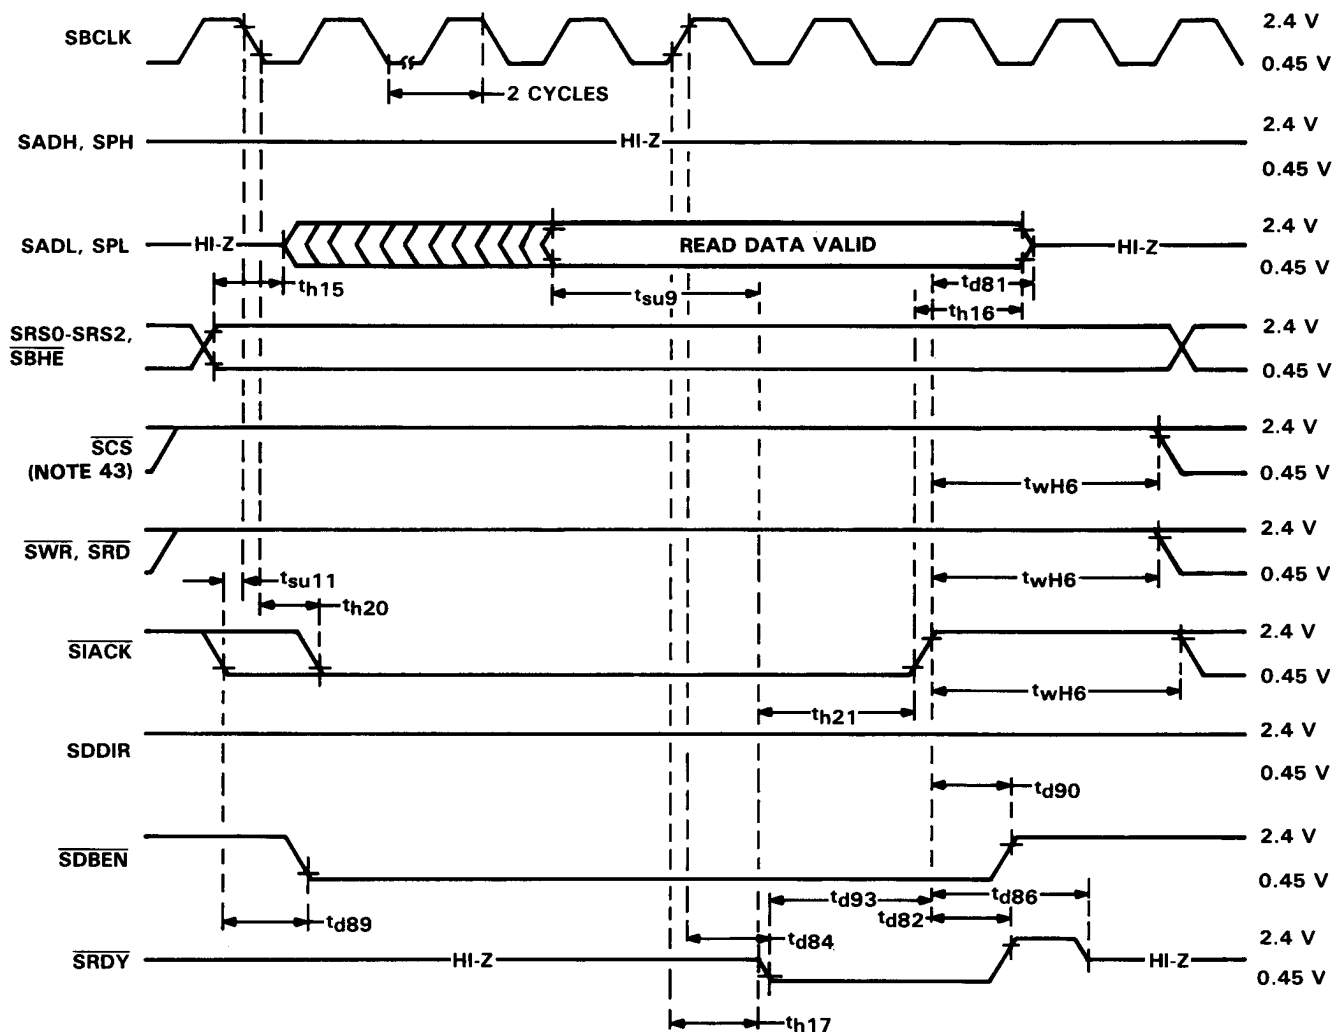 SBCLK
2.4 V
0.45 V
2 CYCLES
SADH, SPH
HI-Z
2.4 V
0.45 V
SADL, SPL
HI-Z
READ DATA VALID
HI-Z
2.4 V
0.45 V
th15
tsu9
td81
th16
SRS0-SRS2,
SBHE
2.4 V
0.45 V
SCS
(NOTE 43)
2.4 V
0.45 V
twH6
SWR, SRD
2.4 V
0.45 V
tsu11
twH6
th20
SIACK
2.4 V
0.45 V
twH6
th21
SDDIR
2.4 V
0.45 V
td90
SDBEN
2.4 V
0.45 V
td89
td93
td86
td82
td84
SRDY
HI-Z
HI-Z
2.4 V
0.45 V
th17